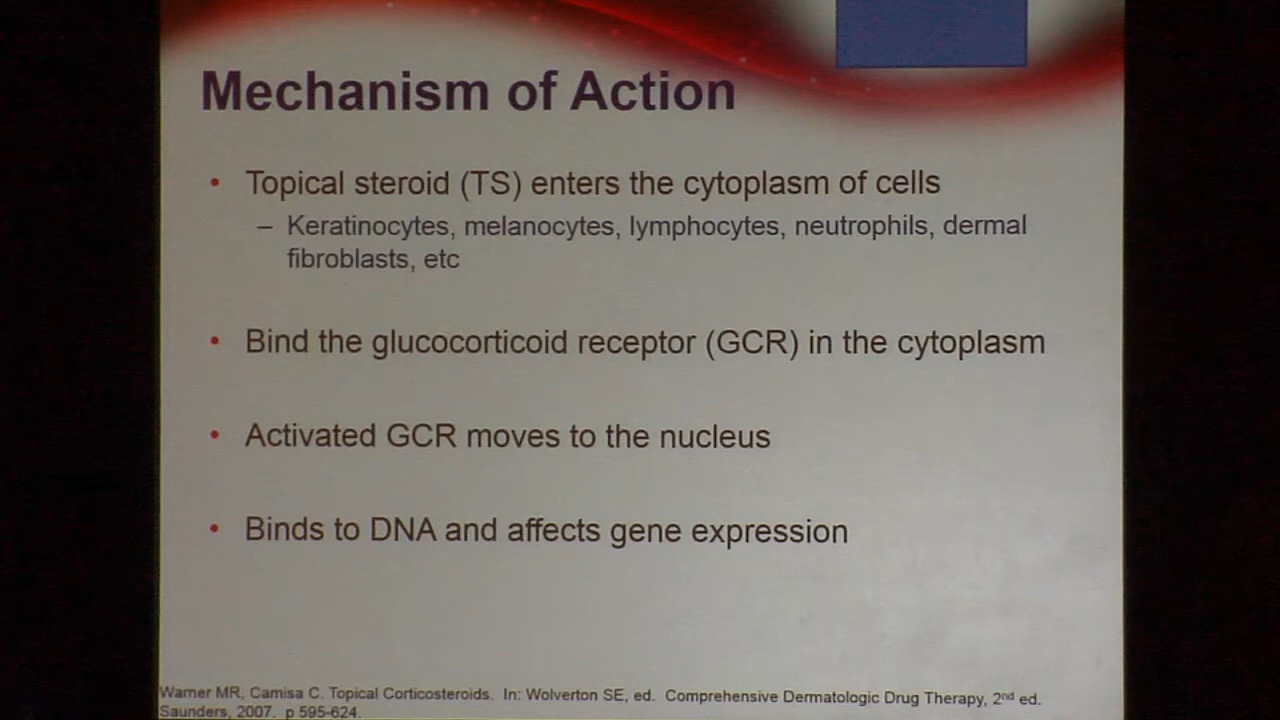 Mechanism of Action
• Topical steroid (TS) enters the cytoplasm of cells
– Keratinocytes, melanocytes, lymphocytes, neutrophils, dermal
fibroblasts, etc
• Bind the glucocorticoid receptor (GCR) in the cytoplasm
• Activated GCR moves to the nucleus
• Binds to DNA and affects gene expression
Warner MR, Camisa C. Topical Corticosteroids. In: Wolverton SE, ed. Comprehensive Dermatologic Drug Therapy, 2nd ed.
Saunders, 2007. p 595-624.